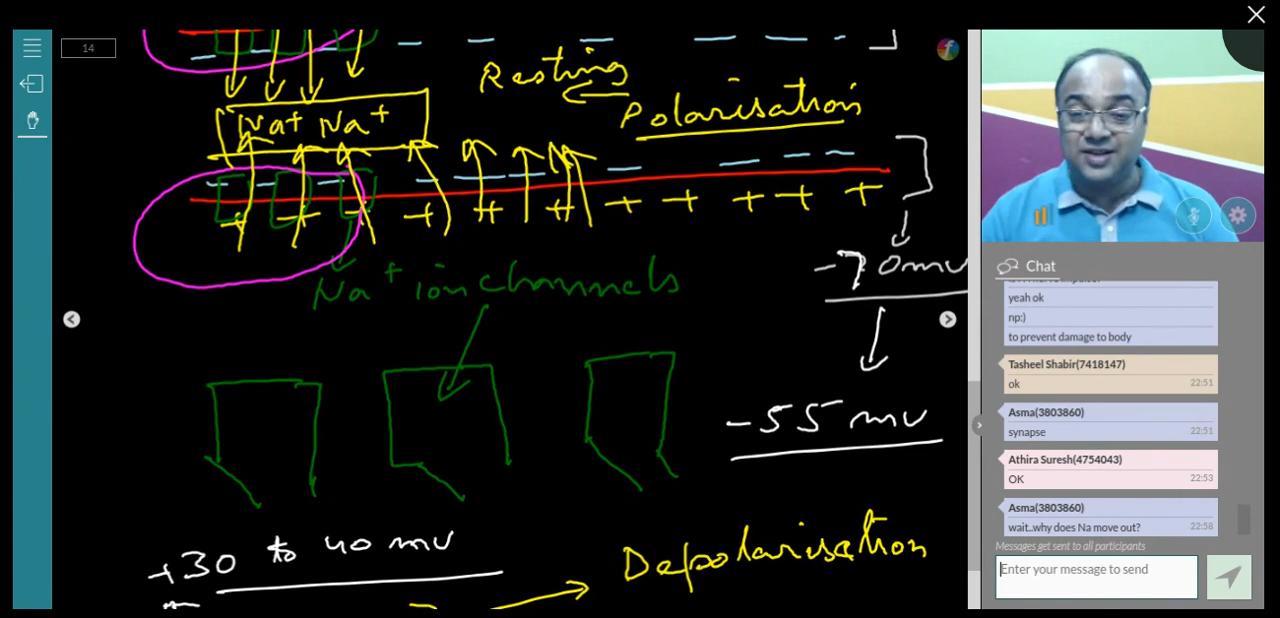 14
Resting
Polarisation
Na+ Na+
-70mv
Na+ ion channels
-55 mv
+30 to 40 mv
Depolarisation
Chat
yeah ok
np:)
to prevent damage to body
Tasheel Shabir(7418147)
ok
22:51
Asma(3803860)
synapse
22:51
Athira Suresh(4754043)
OK
22:53
Asma(3803860)
wait..why does Na move out?
22:58
Messages get sent to all participants
Enter your message to send